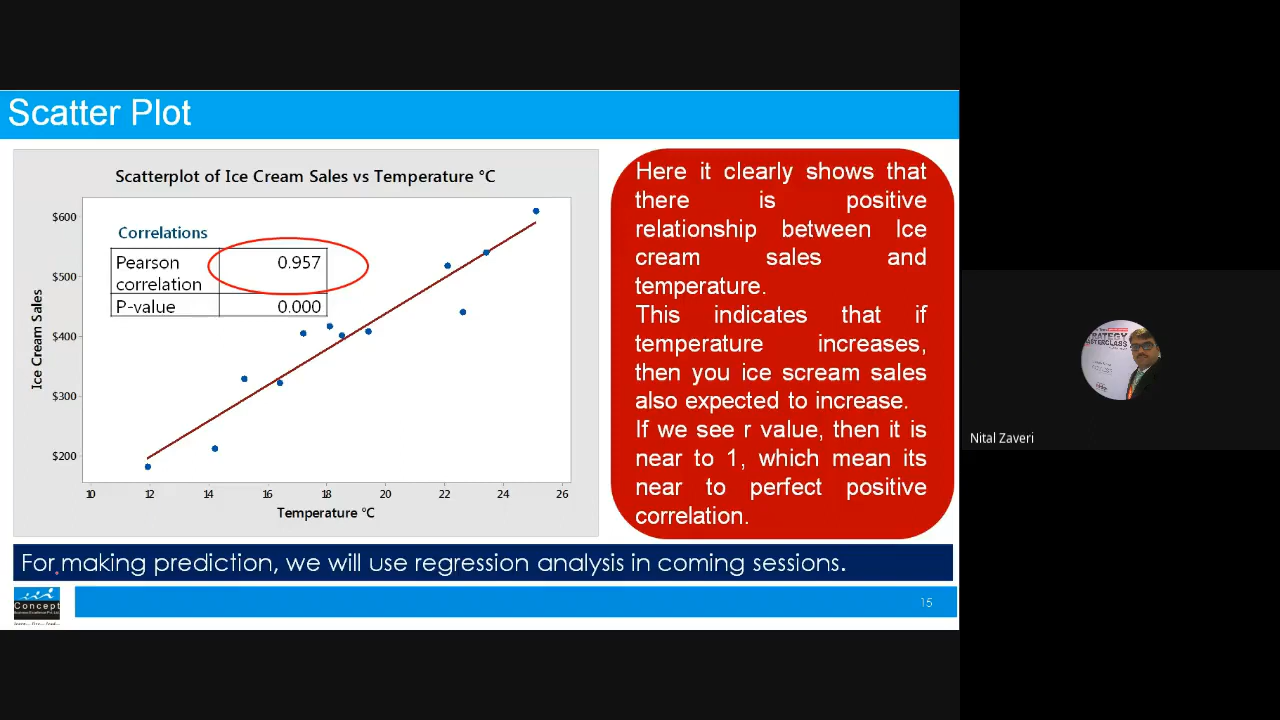 Scatter Plot
Scatterplot of Ice Cream Sales vs Temperature °C
Correlations
Pearson correlation 0.957
P-value 0.000
Ice Cream Sales
$600
$500
$400
$300
$200
10 12 14 16 18 20 22 24 26
Temperature °C
Here it clearly shows that
there is positive
relationship between Ice
cream sales and
temperature.
This indicates that if
temperature increases,
then you ice scream sales
also expected to increase.
If we see r value, then it is
near to 1, which mean its
near to perfect positive
correlation.
For making prediction, we will use regression analysis in coming sessions.
Concept
15
STRATEGY
MASTERCLASS
Nital Zaveri